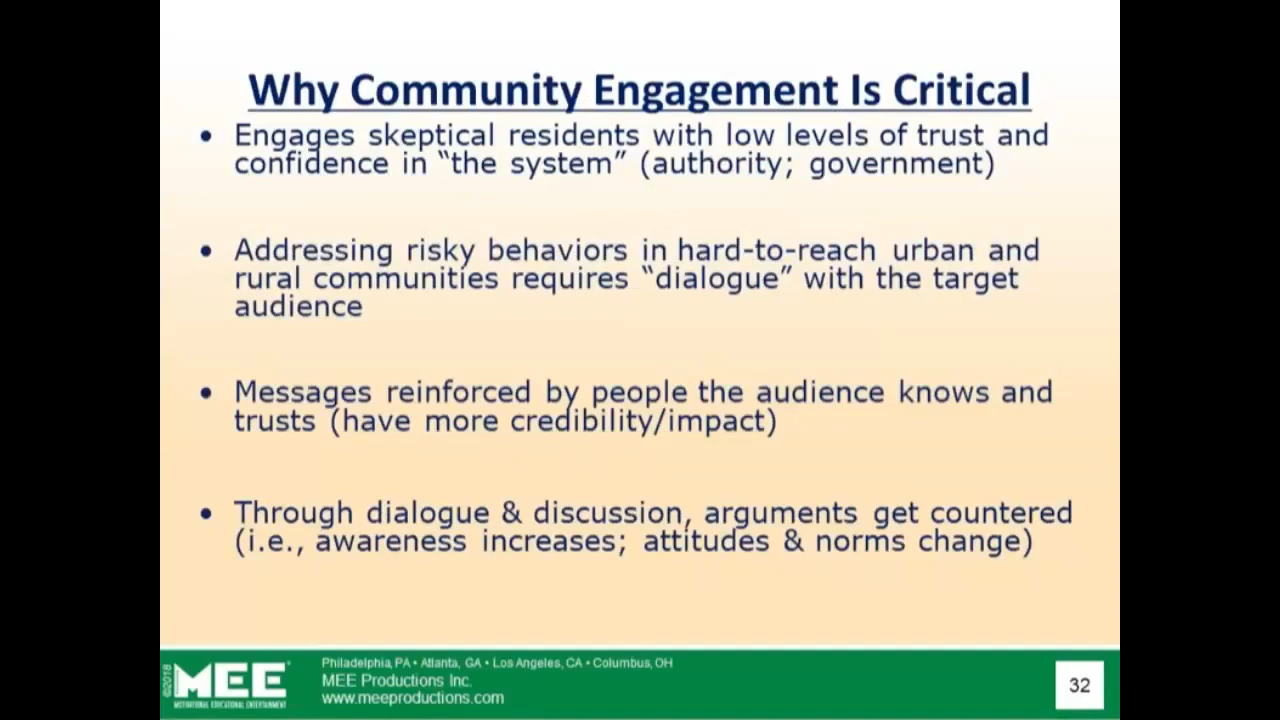 Why Community Engagement Is Critical
• Engages skeptical residents with low levels of trust and
confidence in “the system” (authority; government)
• Addressing risky behaviors in hard-to-reach urban and
rural communities requires “dialogue” with the target
audience
• Messages reinforced by people the audience knows and
trusts (have more credibility/impact)
• Through dialogue & discussion, arguments get countered
(i.e., awareness increases; attitudes & norms change)
©2018
MEE
MOTIVATIONAL EDUCATIONAL ENTERTAINMENT
Philadelphia, PA • Atlanta, GA • Los Angeles, CA • Columbus, OH
MEE Productions Inc.
www.meeproductions.com
32